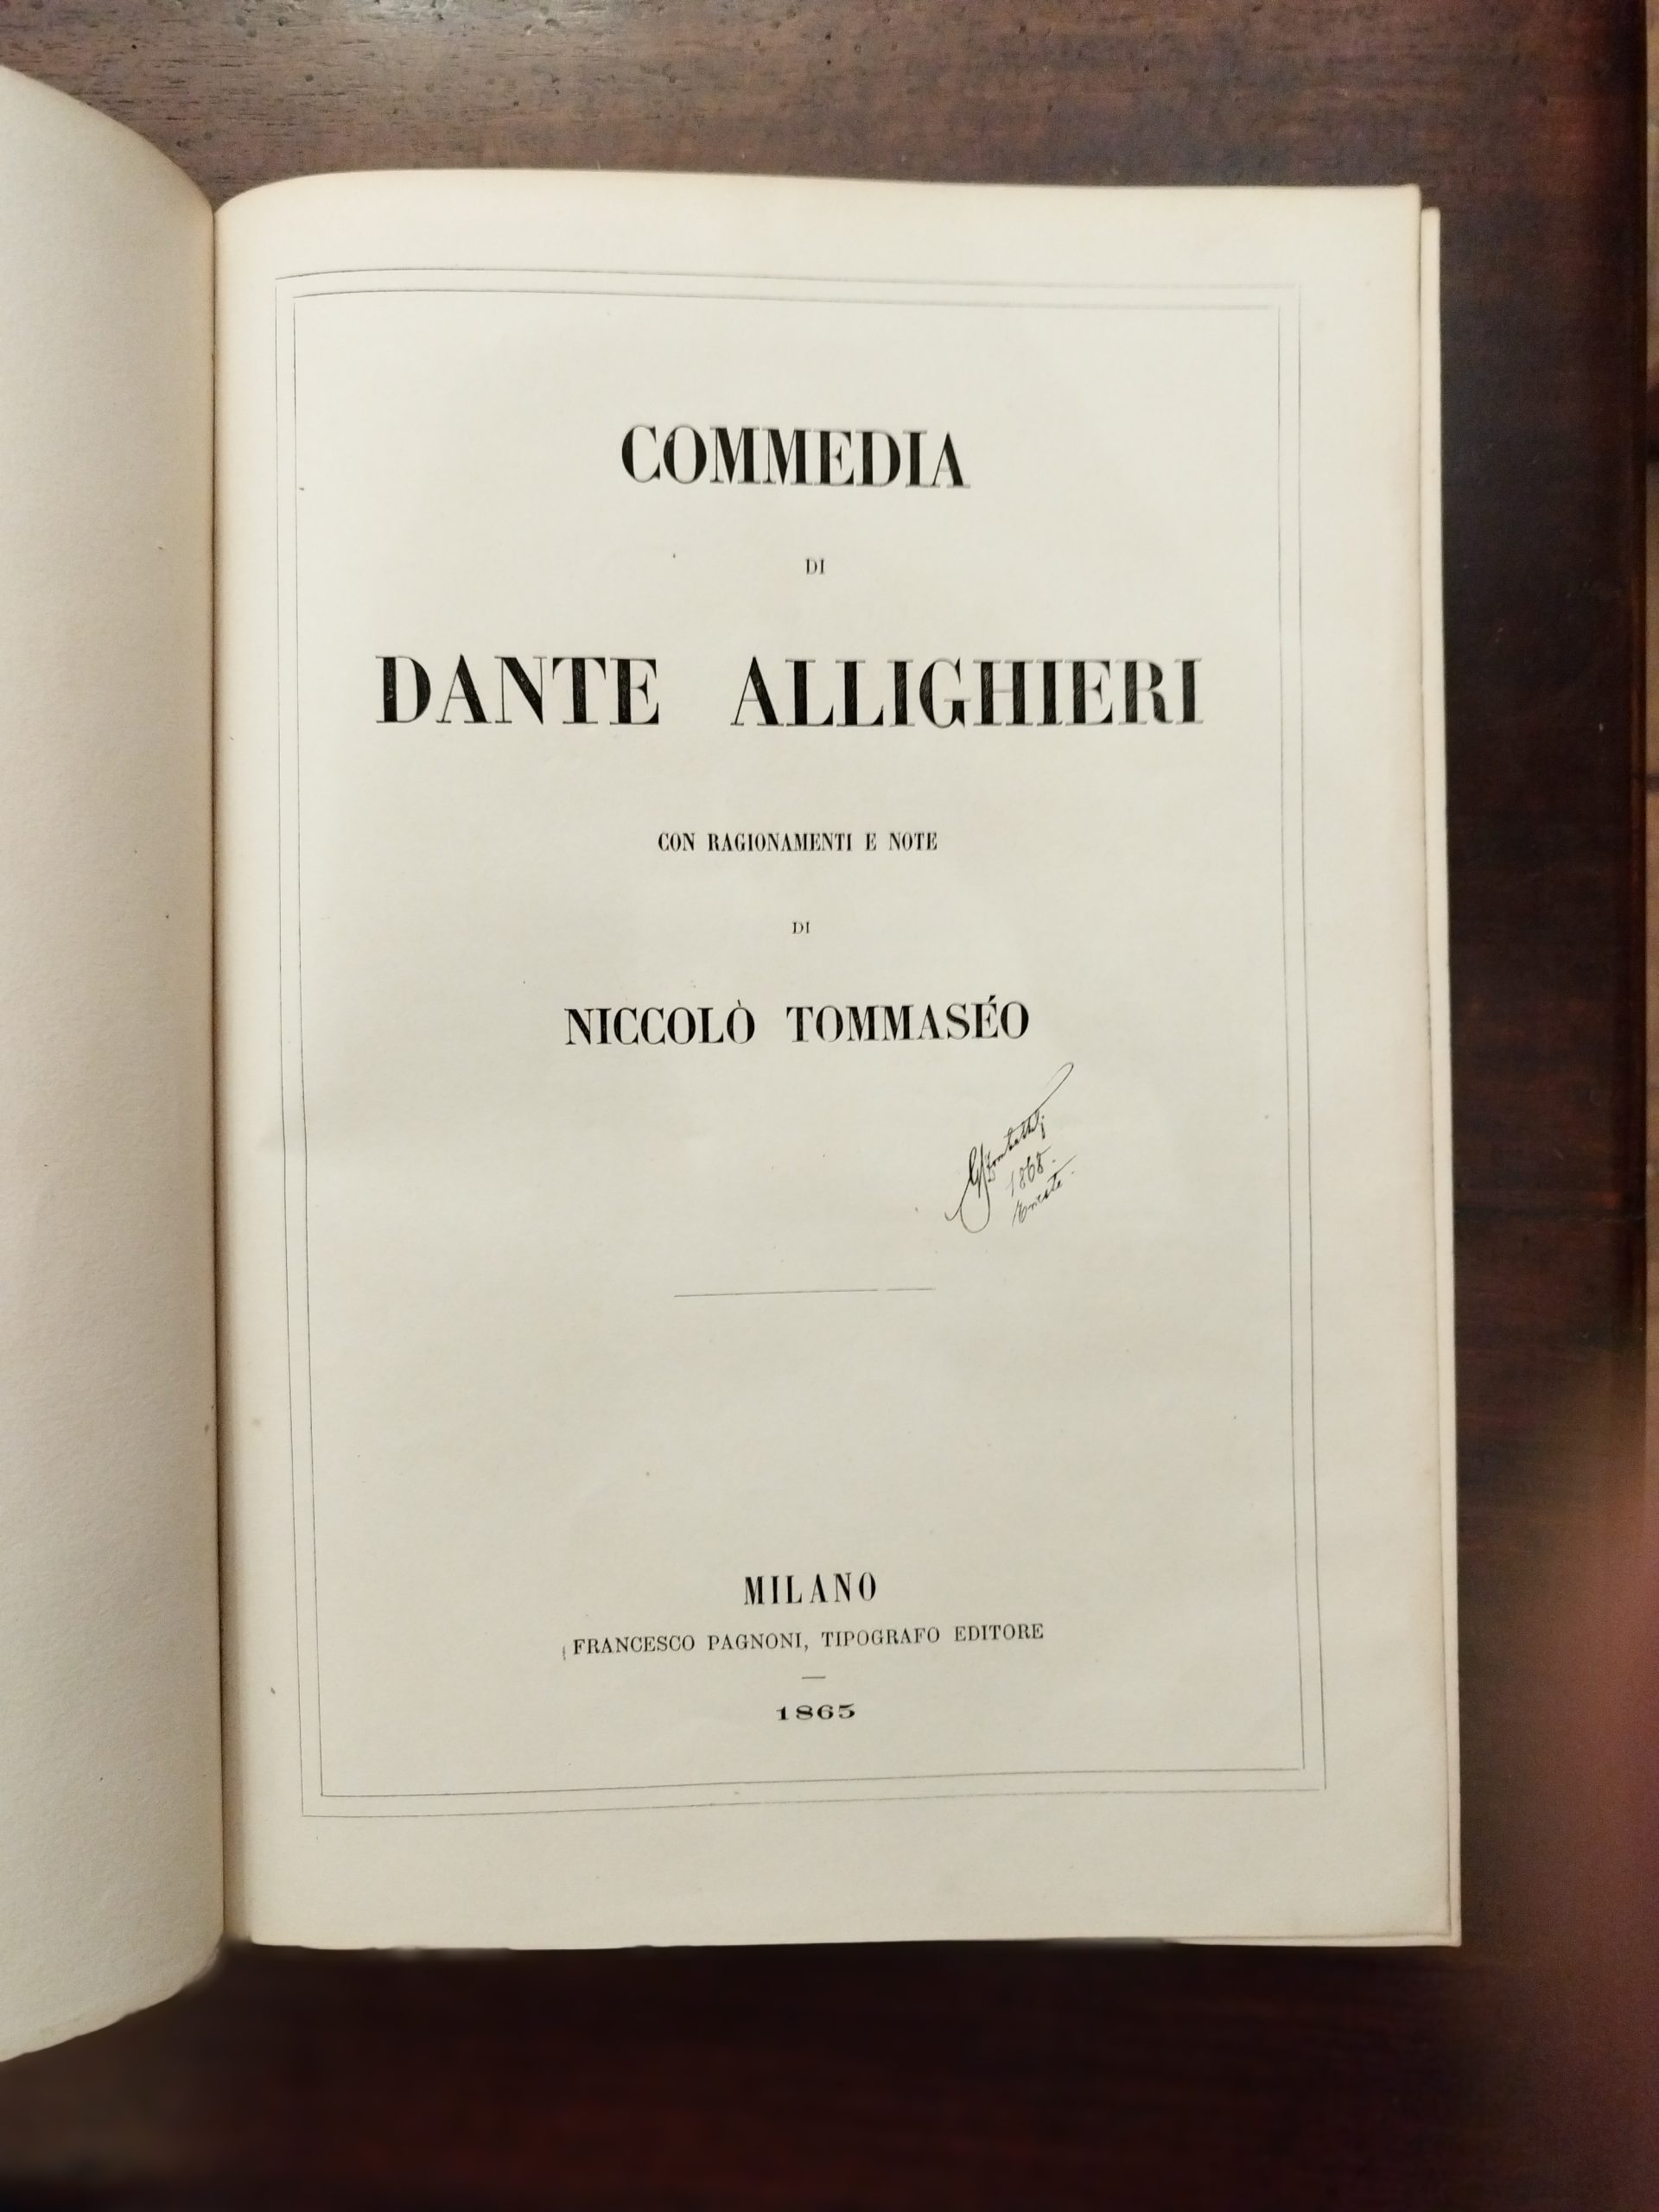 COMMEDIA
DI
DANTE ALLIGHIERI
CON RAGIONAMENTI E NOTE
DI
NICCOLÒ TOMMASÉO
1868.
MILANO
FRANCESCO PAGNONI, TIPOGRAFO EDITORE
1865